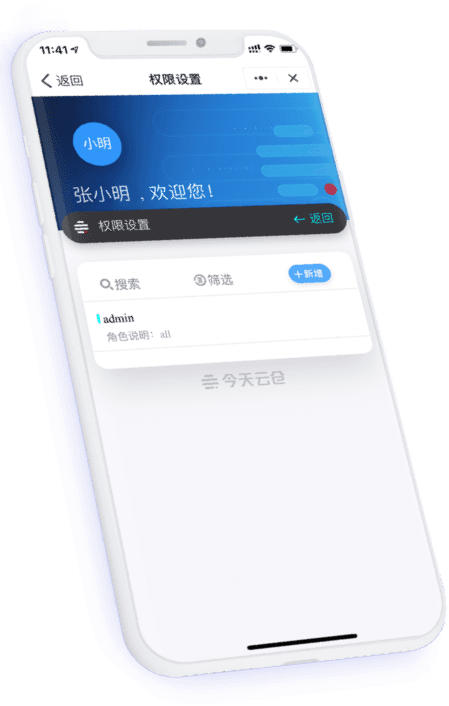 11:41
返回 权限设置
小明
张小明，欢迎您！
权限设置 ← 返回
搜索 筛选 +新增
admin
角色说明：all
今天云仓